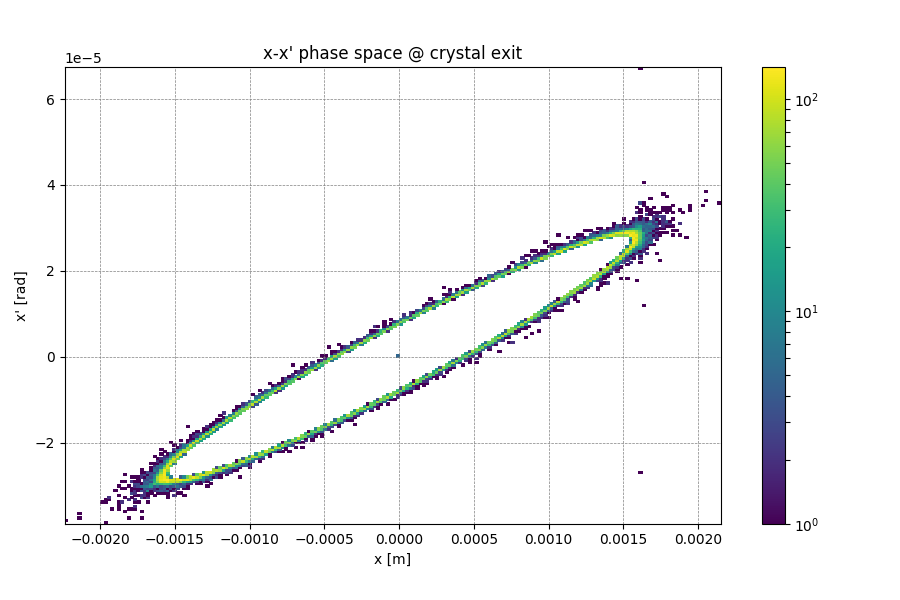 x-x' phase space @ crystal exit
1e−5
6
4
2
0
−2
x' [rad]
−0.0020 −0.0015 −0.0010 −0.0005 0.0000 0.0005 0.0010 0.0015 0.0020
x [m]
10²
10¹
10⁰